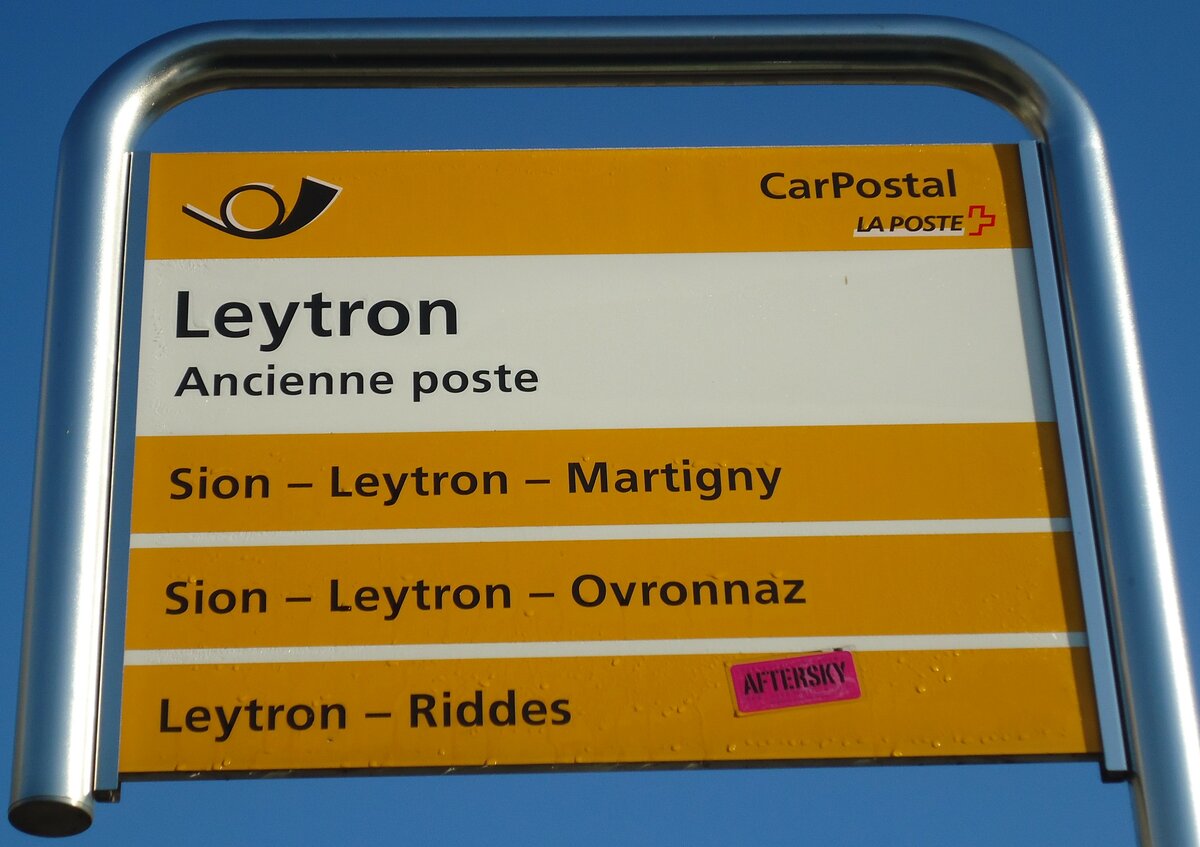 CarPostal
LA POSTE
Leytron
Ancienne poste
Sion – Leytron – Martigny
Sion – Leytron – Ovronnaz
Leytron – Riddes
AFTERSKY